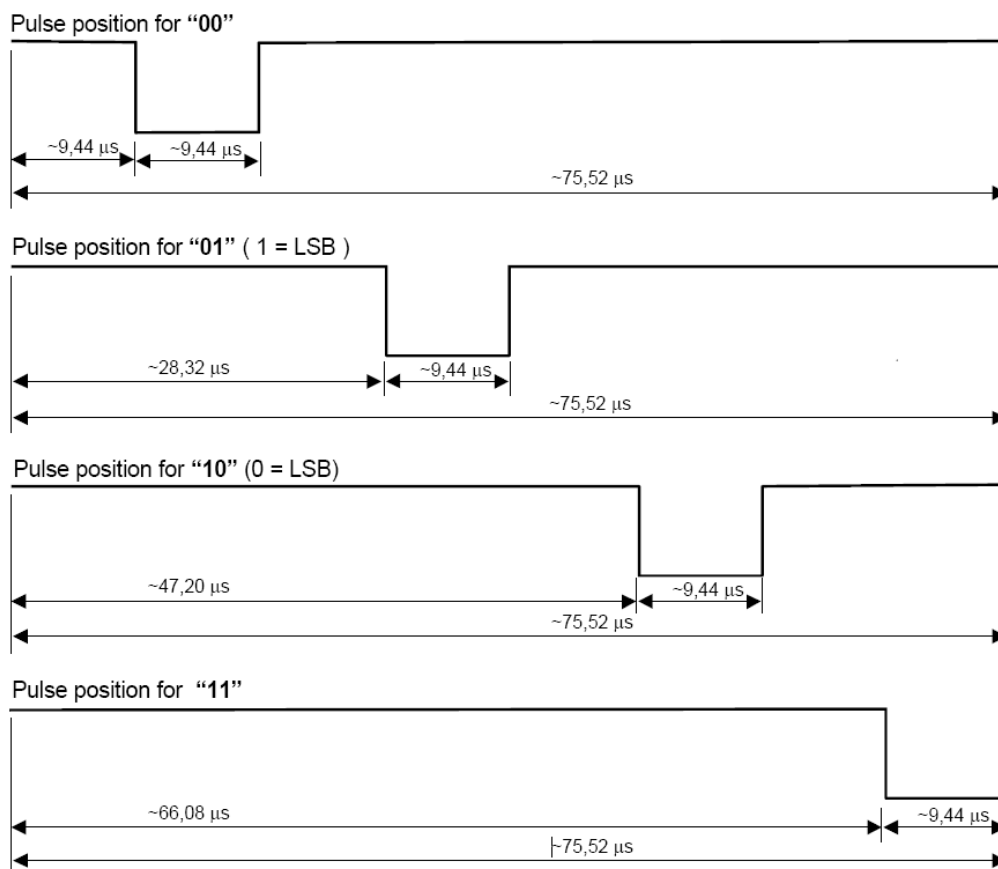 Pulse position for “00”
~9,44 μs ~9,44 μs
~75,52 μs
Pulse position for “01” ( 1 = LSB )
~28,32 μs ~9,44 μs
~75,52 μs
Pulse position for “10” (0 = LSB)
~47,20 μs ~9,44 μs
~75,52 μs
Pulse position for “11”
~66,08 μs ~9,44 μs
~75,52 μs